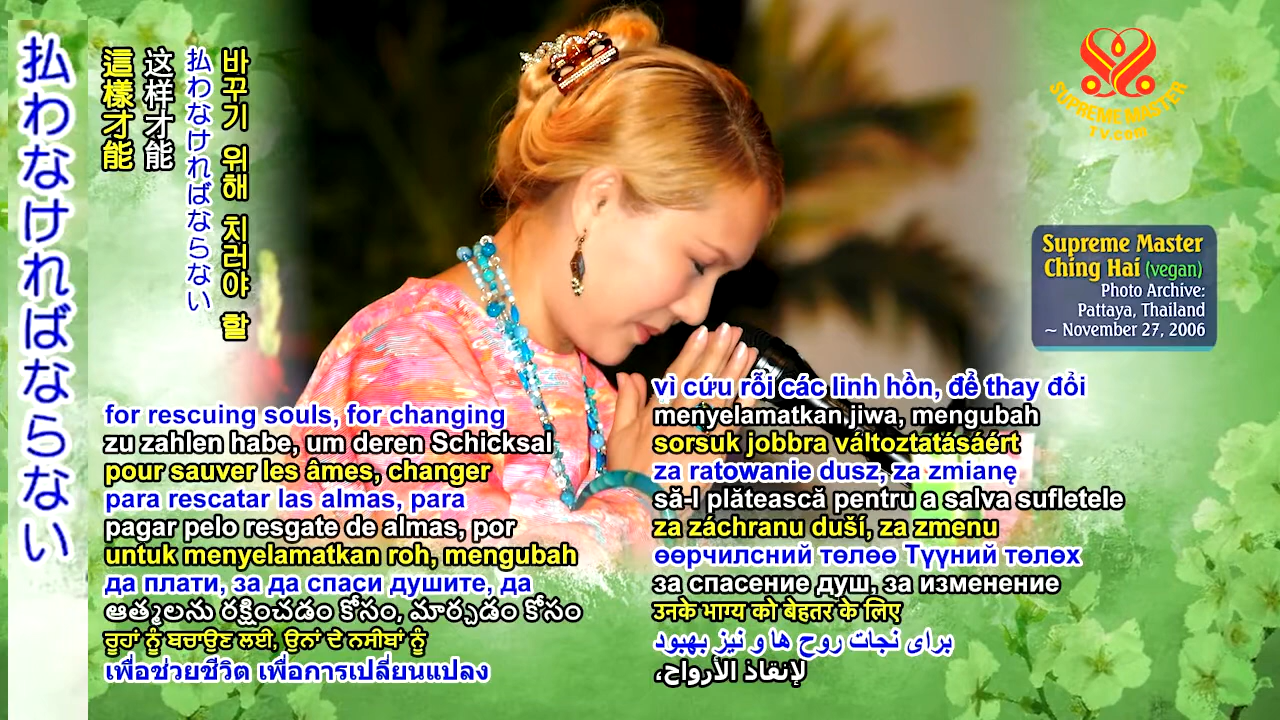 払わなければならない
這樣才能
这样才能
払わなければならない
바꾸기 위해 치러야 할
SUPREME MASTER
TV.com
Supreme Master
Ching Hai (vegan)
Photo Archive:
Pattaya, Thailand
~ November 27, 2006
for rescuing souls, for changing
zu zahlen habe, um deren Schicksal
pour sauver les âmes, changer
para rescatar las almas, para
pagar pelo resgate de almas, por
untuk menyelamatkan roh, mengubah
да плати, за да спаси душите, да
ఆత్మలను రక్షించడం కోసం, మార్చడం కోసం
ਰੂਹਾਂ ਨੂੰ ਬਚਾਉਣ ਲਈ, ਉਨਾਂ ਦੇ ਨਸੀਬਾਂ ਨੂੰ
เพื่อช่วยชีวิต เพื่อการเปลี่ยนแปลง
vì cứu rỗi các linh hồn, để thay đổi
menyelamatkan jiwa, mengubah
sorsuk jobbra változtatásáért
za ratowanie dusz, za zmianę
să-l plătească pentru a salva sufletele
za záchranu duší, za zmenu
өөрчилсний төлөө Түүний төлөх
за спасение душ, за изменение
उनके भाग्य को बेहतर के लिए
برای نجات روح ها و نیز بهبود
لإنقاذ الأرواح،